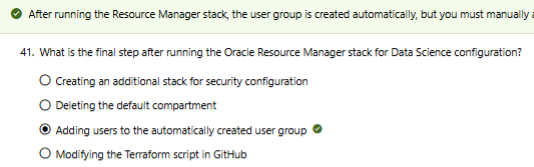 After running the Resource Manager stack, the user group is created automatically, but you must manually
41. What is the final step after running the Oracle Resource Manager stack for Data Science configuration?
Creating an additional stack for security configuration
Deleting the default compartment
Adding users to the automatically created user group
Modifying the Terraform script in GitHub